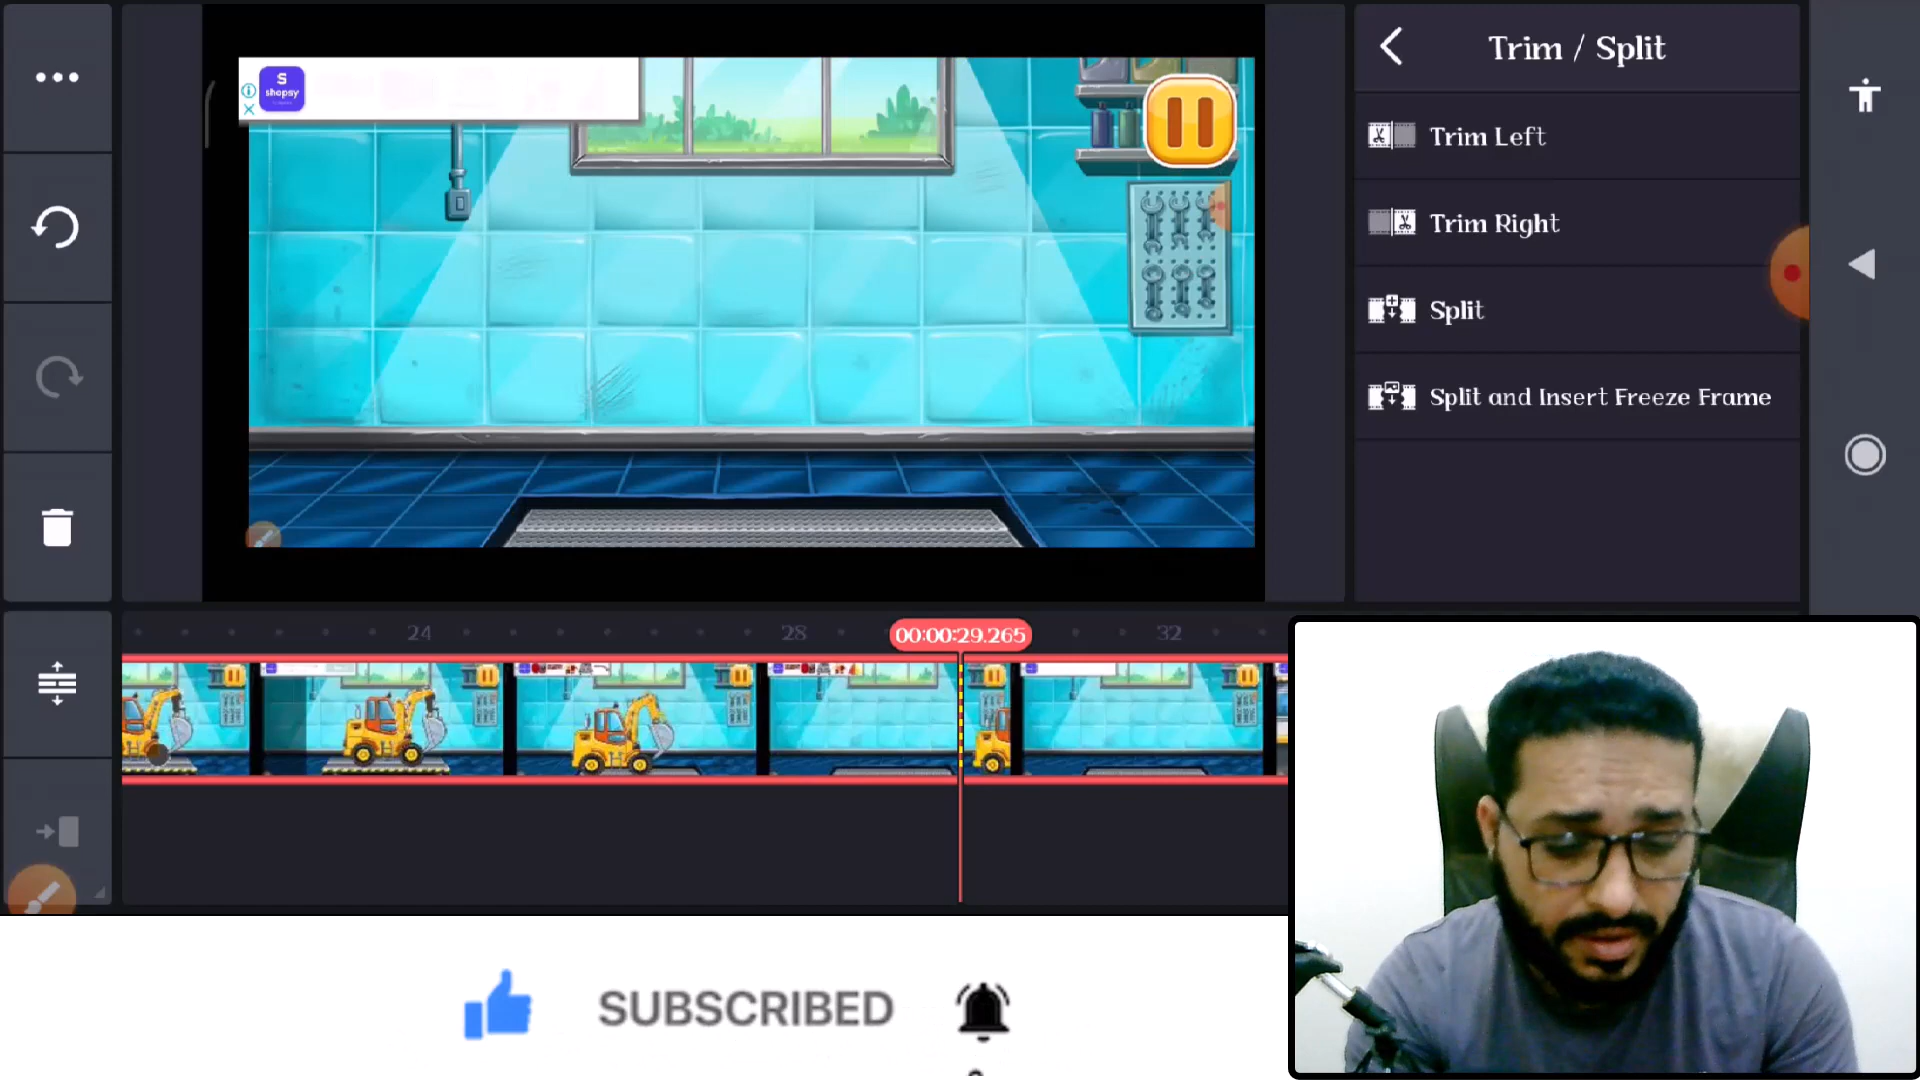 S
shopsy
Trim / Split
Trim Left
Trim Right
Split
Split and Insert Freeze Frame
24
28
00:00:29.265
32
SUBSCRIBED